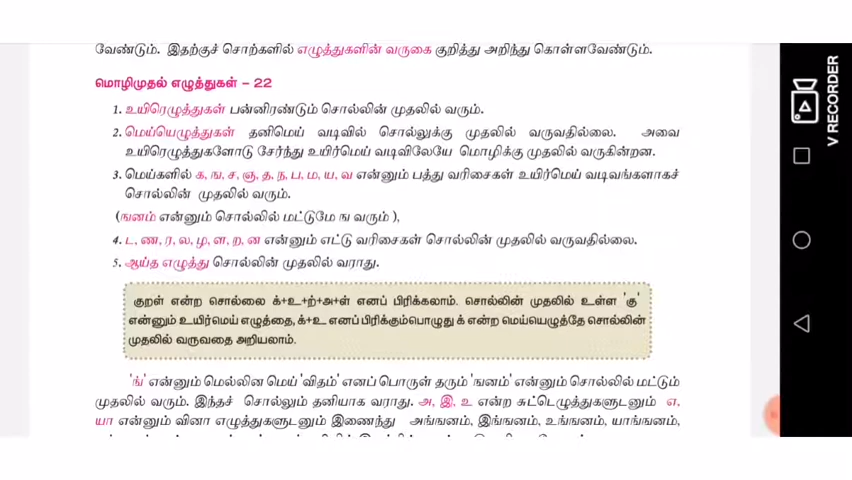 வேண்டும். இதற்குச் சொற்களில் எழுத்துகளின் வருகை குறித்து அறிந்து கொள்ளவேண்டும்.
மொழிமுதல் எழுத்துகள் – 22
1. உயிரெழுத்துகள் பன்னிரண்டும் சொல்லின் முதலில் வரும்.
2. மெய்யெழுத்துகள் தனிமெய் வடிவில் சொல்லுக்கு முதலில் வருவதில்லை. அவை
உயிரெழுத்துகளோடு சேர்ந்து உயிர்மெய் வடிவிலேயே மொழிக்கு முதலில் வருகின்றன.
3. மெய்களில் க, ங, ச, ஞ, த, ந, ப, ம, ய, வ என்னும் பத்து வரிசைகள் உயிர்மெய் வடிவங்களாகச்
சொல்லின் முதலில் வரும்.
(ஙனம் என்னும் சொல்லில் மட்டுமே ங வரும் ),
4. ட, ண, ர, ல, ழ, ள, ற, ன என்னும் எட்டு வரிசைகள் சொல்லின் முதலில் வருவதில்லை.
5. ஆய்த எழுத்து சொல்லின் முதலில் வராது.
குறள் என்ற சொல்லை க்+உ+ற்+அ+ள் எனப் பிரிக்கலாம். சொல்லின் முதலில் உள்ள 'கு'
என்னும் உயிர்மெய் எழுத்தை, க்+உ எனப் பிரிக்கும்பொழுது க் என்ற மெய்யெழுத்தே சொல்லின்
முதலில் வருவதை அறியலாம்.
'ங்' என்னும் மெல்லின மெய் 'விதம்' எனப் பொருள் தரும் 'ஙனம்' என்னும் சொல்லில் மட்டும்
முதலில் வரும். இந்தச் சொல்லும் தனியாக வராது. அ, இ, உ என்ற சுட்டெழுத்துகளுடனும் எ,
யா என்னும் வினா எழுத்துகளுடனும் இணைந்து அங்ஙனம், இங்ஙனம், உங்ஙனம், யாங்ஙனம்,
V RECORDER